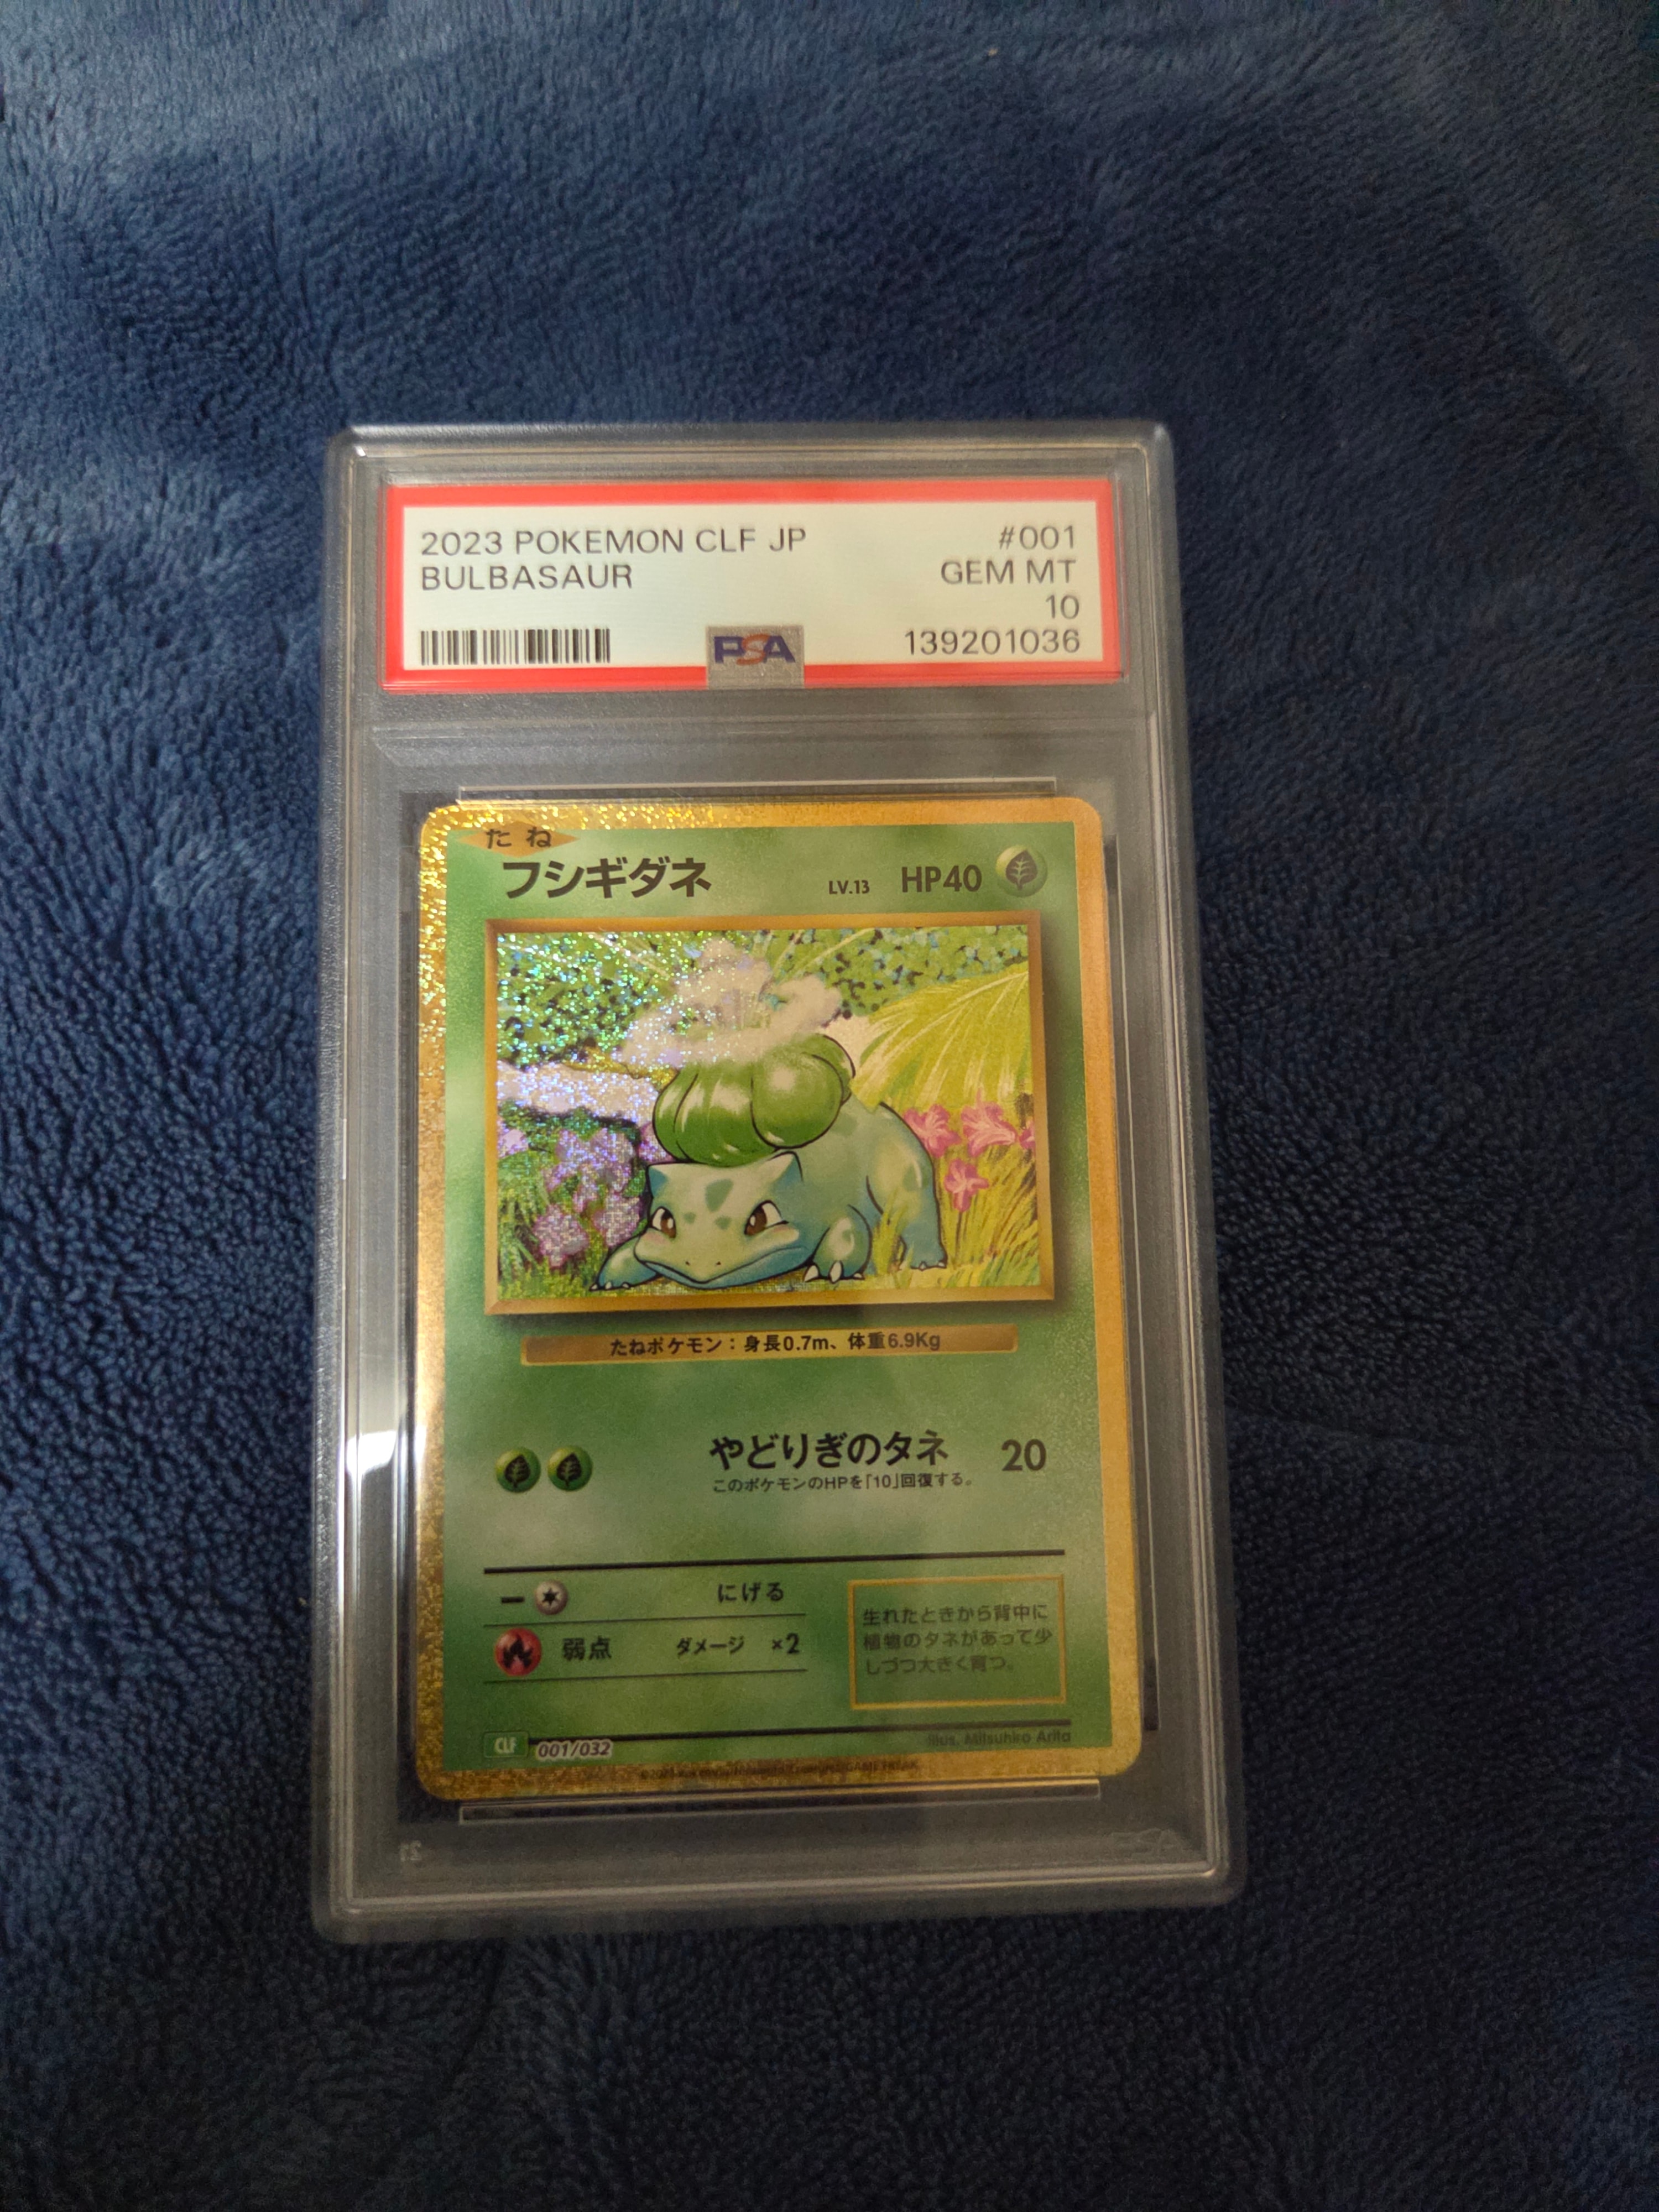 2023 POKEMON CLF JP #001
BULBASAUR GEM MT
10
PSA 139201036
たね
フシギダネ LV.13 HP40
たねポケモン：身長0.7m、体重6.9Kg
やどりぎのタネ 20
このポケモンのHPを「10」回復する。
ー にげる
弱点 ダメージ ×2
生れたときから背中に
植物のタネがあって少
しづつ大きく育つ。
illus. Mitsuhiro Arita
CLF 001/032
PSA